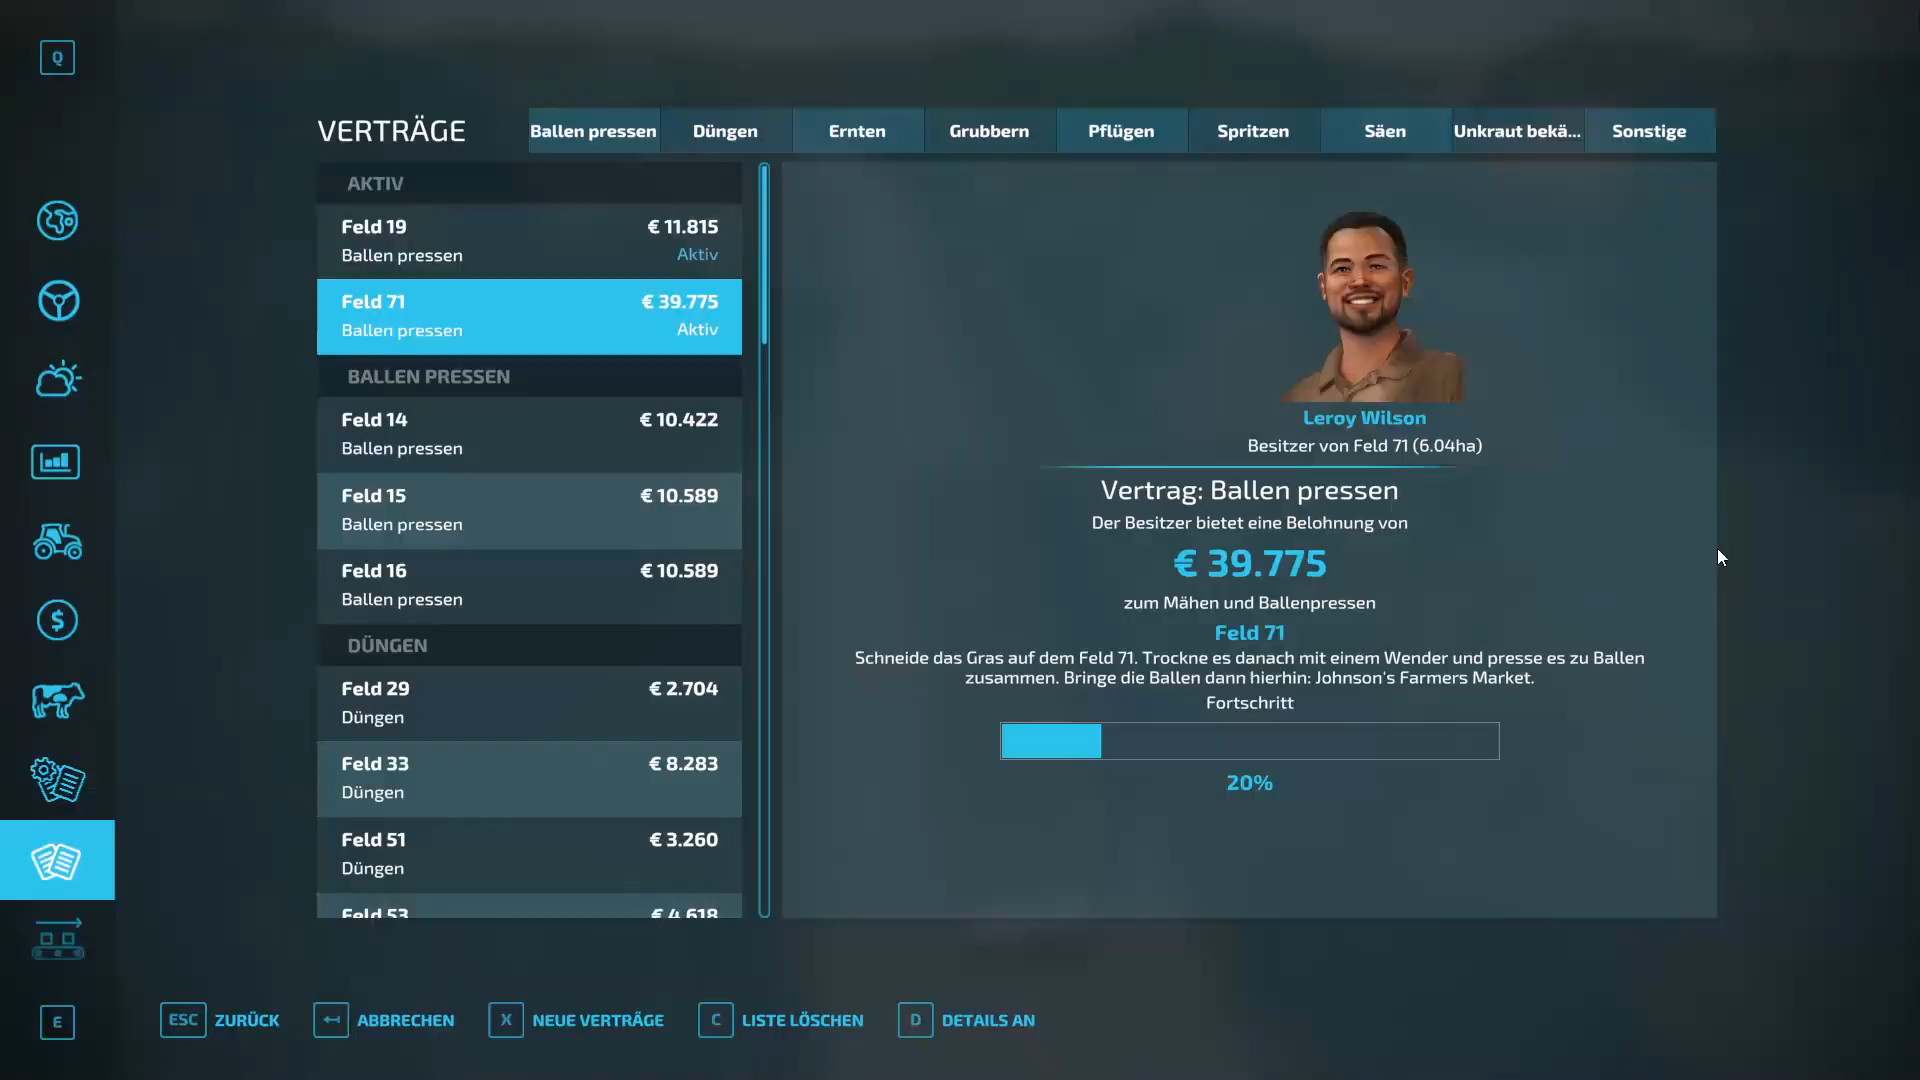 Q
VERTRÄGE
Ballen pressen
Düngen
Ernten
Grubbern
Pflügen
Spritzen
Säen
Unkraut bekä...
Sonstige
AKTIV
Feld 19
€ 11.815
Ballen pressen
Aktiv
Feld 71
€ 39.775
Ballen pressen
Aktiv
BALLEN PRESSEN
Feld 14
€ 10.422
Ballen pressen
Feld 15
€ 10.589
Ballen pressen
Feld 16
€ 10.589
Ballen pressen
DÜNGEN
Feld 29
€ 2.704
Düngen
Feld 33
€ 8.283
Düngen
Feld 51
€ 3.260
Düngen
Feld 53
€ 4.618
Leroy Wilson
Besitzer von Feld 71 (6.04ha)
Vertrag: Ballen pressen
Der Besitzer bietet eine Belohnung von
€ 39.775
zum Mähen und Ballenpressen
Feld 71
Schneide das Gras auf dem Feld 71. Trockne es danach mit einem Wender und presse es zu Ballen
zusammen. Bringe die Ballen dann hierhin: Johnson's Farmers Market.
Fortschritt
20%
E
ESC ZURÜCK
ABBRECHEN
X NEUE VERTRÄGE
C LISTE LÖSCHEN
D DETAILS AN